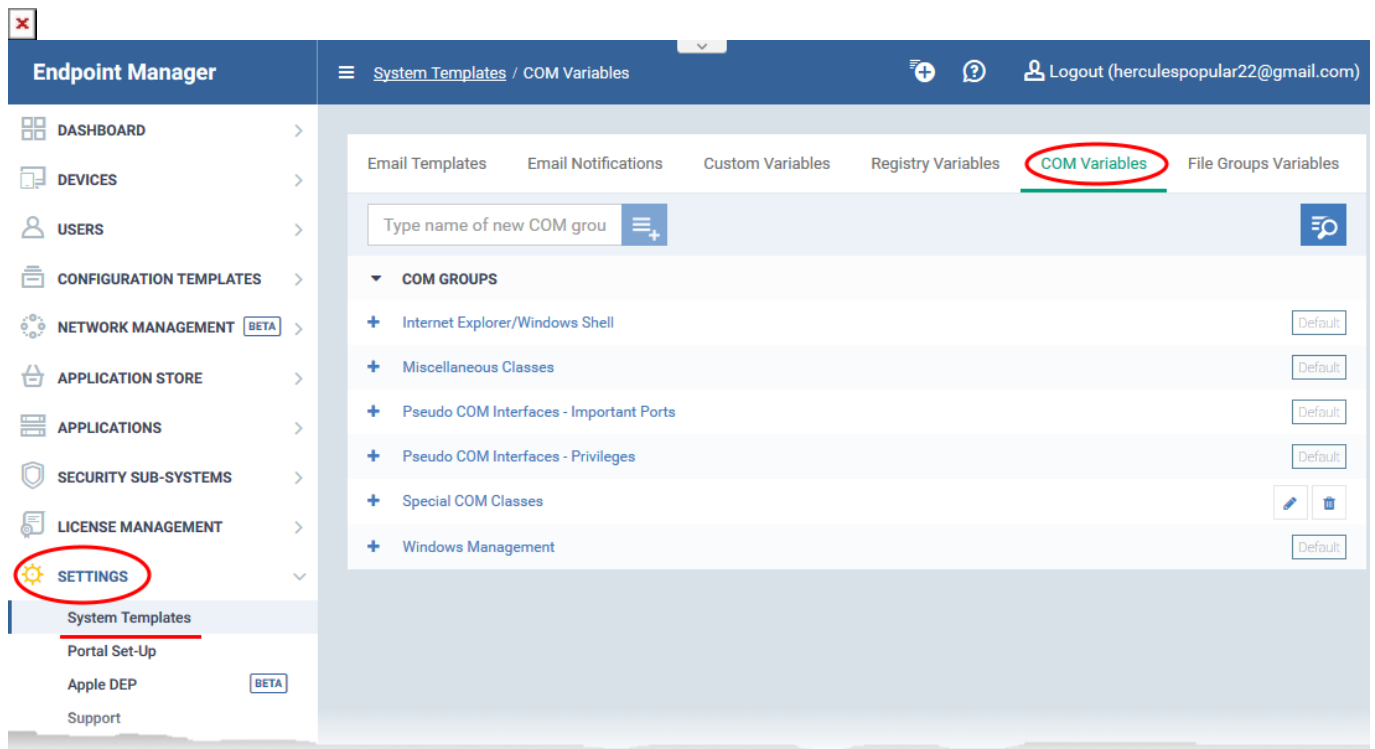 Endpoint Manager
System Templates / COM Variables
Logout (herculespopular22@gmail.com)
DASHBOARD
DEVICES
USERS
CONFIGURATION TEMPLATES
NETWORK MANAGEMENT BETA
APPLICATION STORE
APPLICATIONS
SECURITY SUB-SYSTEMS
LICENSE MANAGEMENT
SETTINGS
System Templates
Portal Set-Up
Apple DEP BETA
Support
Email Templates Email Notifications Custom Variables Registry Variables COM Variables File Groups Variables
Type name of new COM grou
COM GROUPS
Internet Explorer/Windows Shell Default
Miscellaneous Classes Default
Pseudo COM Interfaces - Important Ports Default
Pseudo COM Interfaces - Privileges Default
Special COM Classes
Windows Management Default